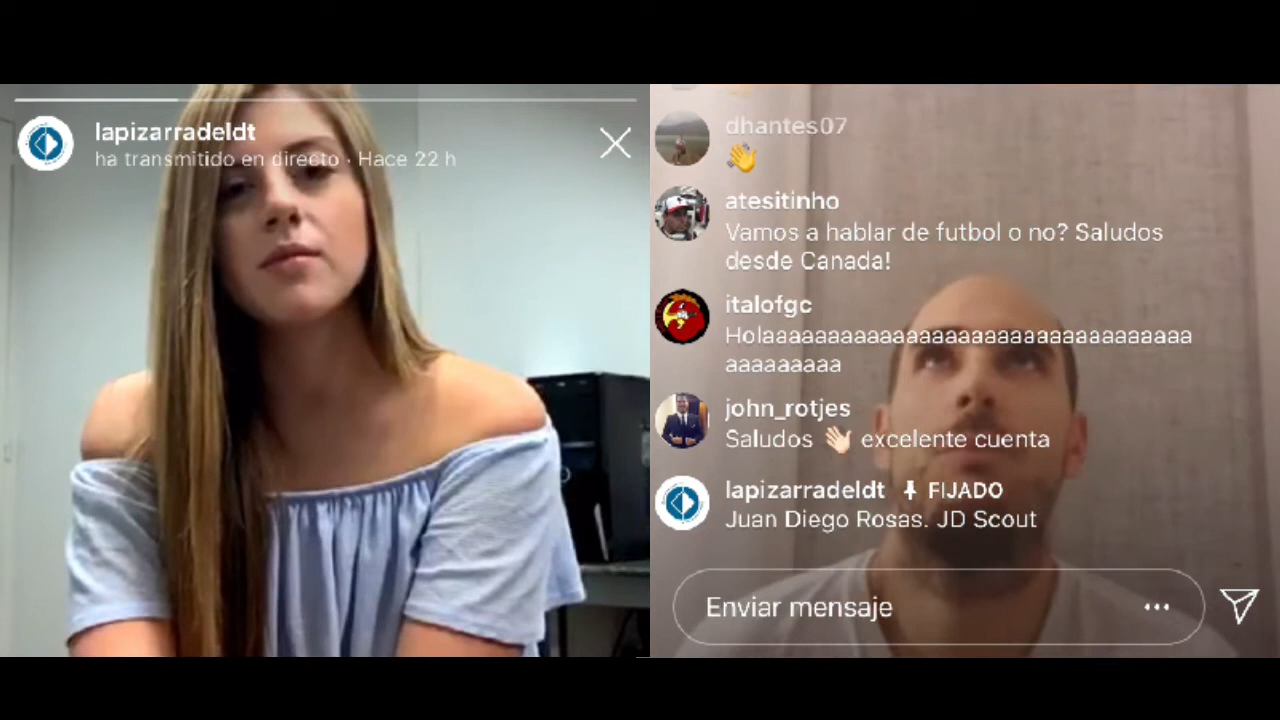 lapizarradeldt
ha transmitido en directo · Hace 22 h
dhantes07
👋
atesitinho
Vamos a hablar de futbol o no? Saludos
desde Canada!
italofgc
Holaaaaaaaaaaaaaaaaaaaaaaaaaaaaaaaaaa
aaaaaaaaa
john_rotjes
Saludos 👋🏻 excelente cuenta
lapizarradeldt 📌 FIJADO
Juan Diego Rosas. JD Scout
Enviar mensaje